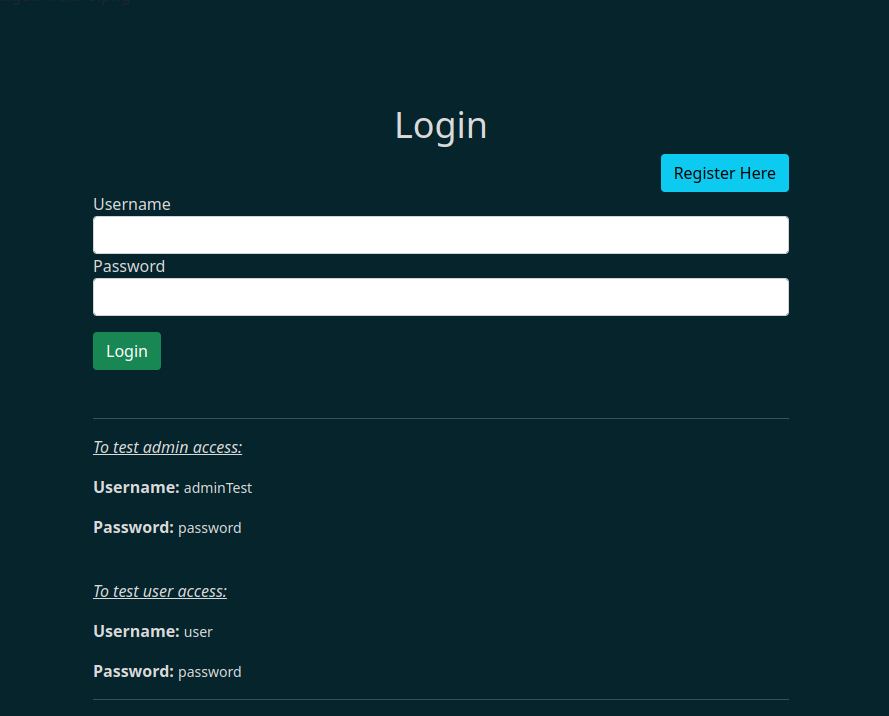 Login
Register Here
Username
Password
Login
To test admin access:
Username: adminTest
Password: password
To test user access:
Username: user
Password: password